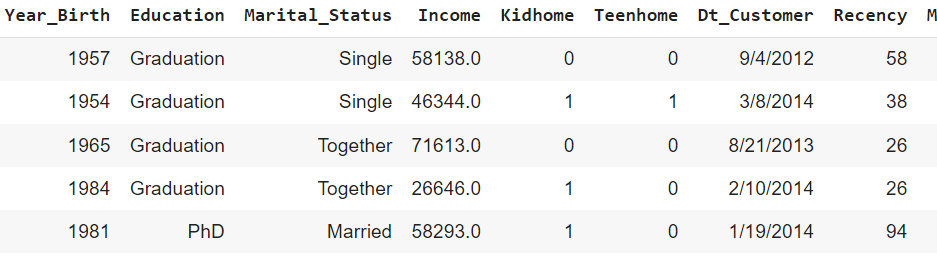 Year_Birth Education Marital_Status Income Kidhome Teenhome Dt_Customer Recency M
1957 Graduation Single 58138.0 0 0 9/4/2012 58
1954 Graduation Single 46344.0 1 1 3/8/2014 38
1965 Graduation Together 71613.0 0 0 8/21/2013 26
1984 Graduation Together 26646.0 1 0 2/10/2014 26
1981 PhD Married 58293.0 1 0 1/19/2014 94